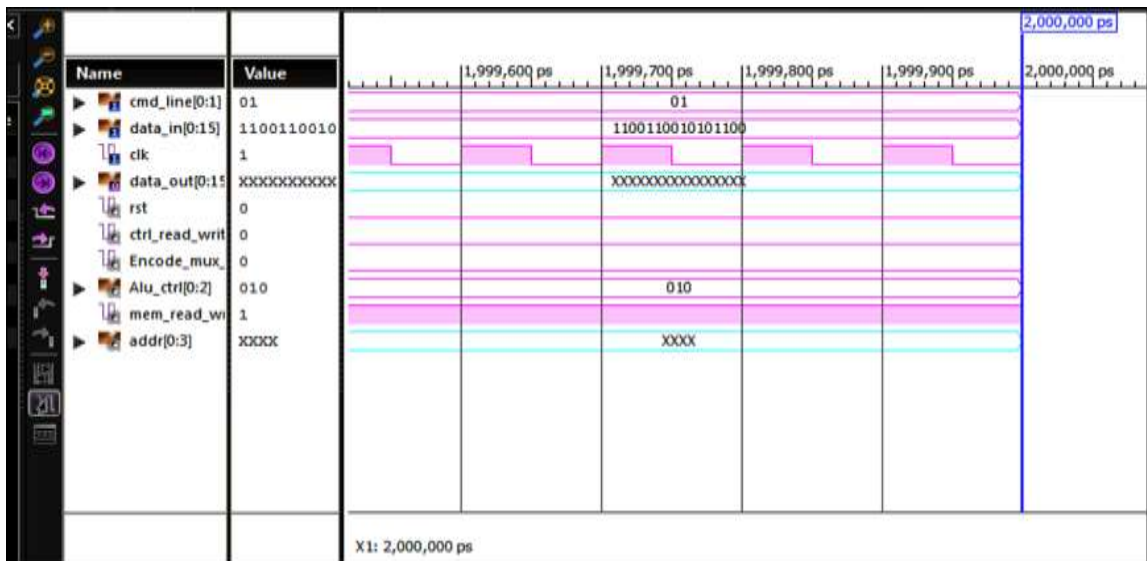 2,000,000 ps
Name Value
1,999,600 ps 1,999,700 ps 1,999,800 ps 1,999,900 ps 2,000,000 ps
cmd_line[0:1] 01 01
data_in[0:15] 1100110010 1100110010101100
clk 1
data_out[0:15 XXXXXXXXXX XXXXXXXXXXXXXXXX
rst 0
ctrl_read_writ 0
Encode_mux_ 0
Alu_ctrl[0:2] 010 010
mem_read_wi 1
addr[0:3] XXXX XXXX
X1: 2,000,000 ps